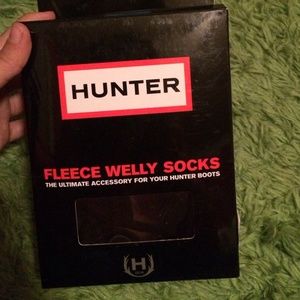 HUNTER
FLEECE WELLY SOCKS
THE ULTIMATE ACCESSORY FOR YOUR HUNTER BOOTS
H